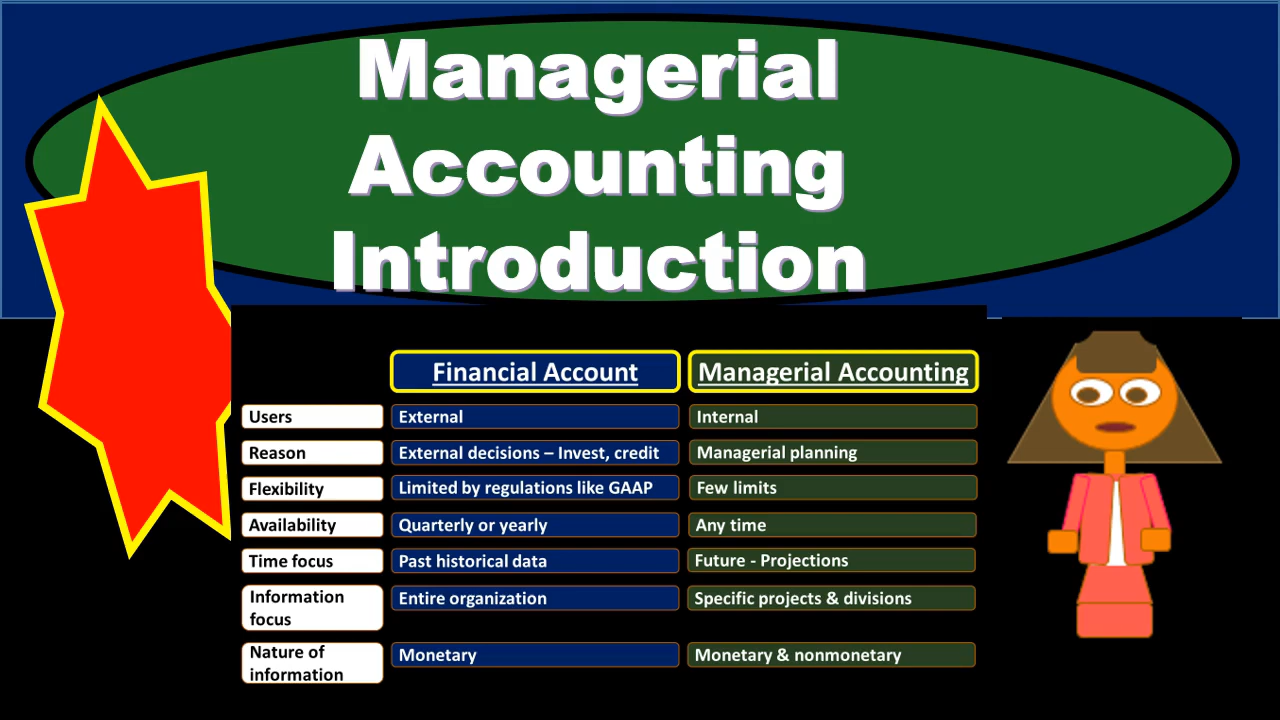 Managerial
Accounting
Introduction
Financial Account Managerial Accounting
Users External Internal
Reason External decisions – Invest, credit Managerial planning
Flexibility Limited by regulations like GAAP Few limits
Availability Quarterly or yearly Any time
Time focus Past historical data Future - Projections
Information Entire organization Specific projects & divisions
focus
Nature of Monetary Monetary & nonmonetary
information